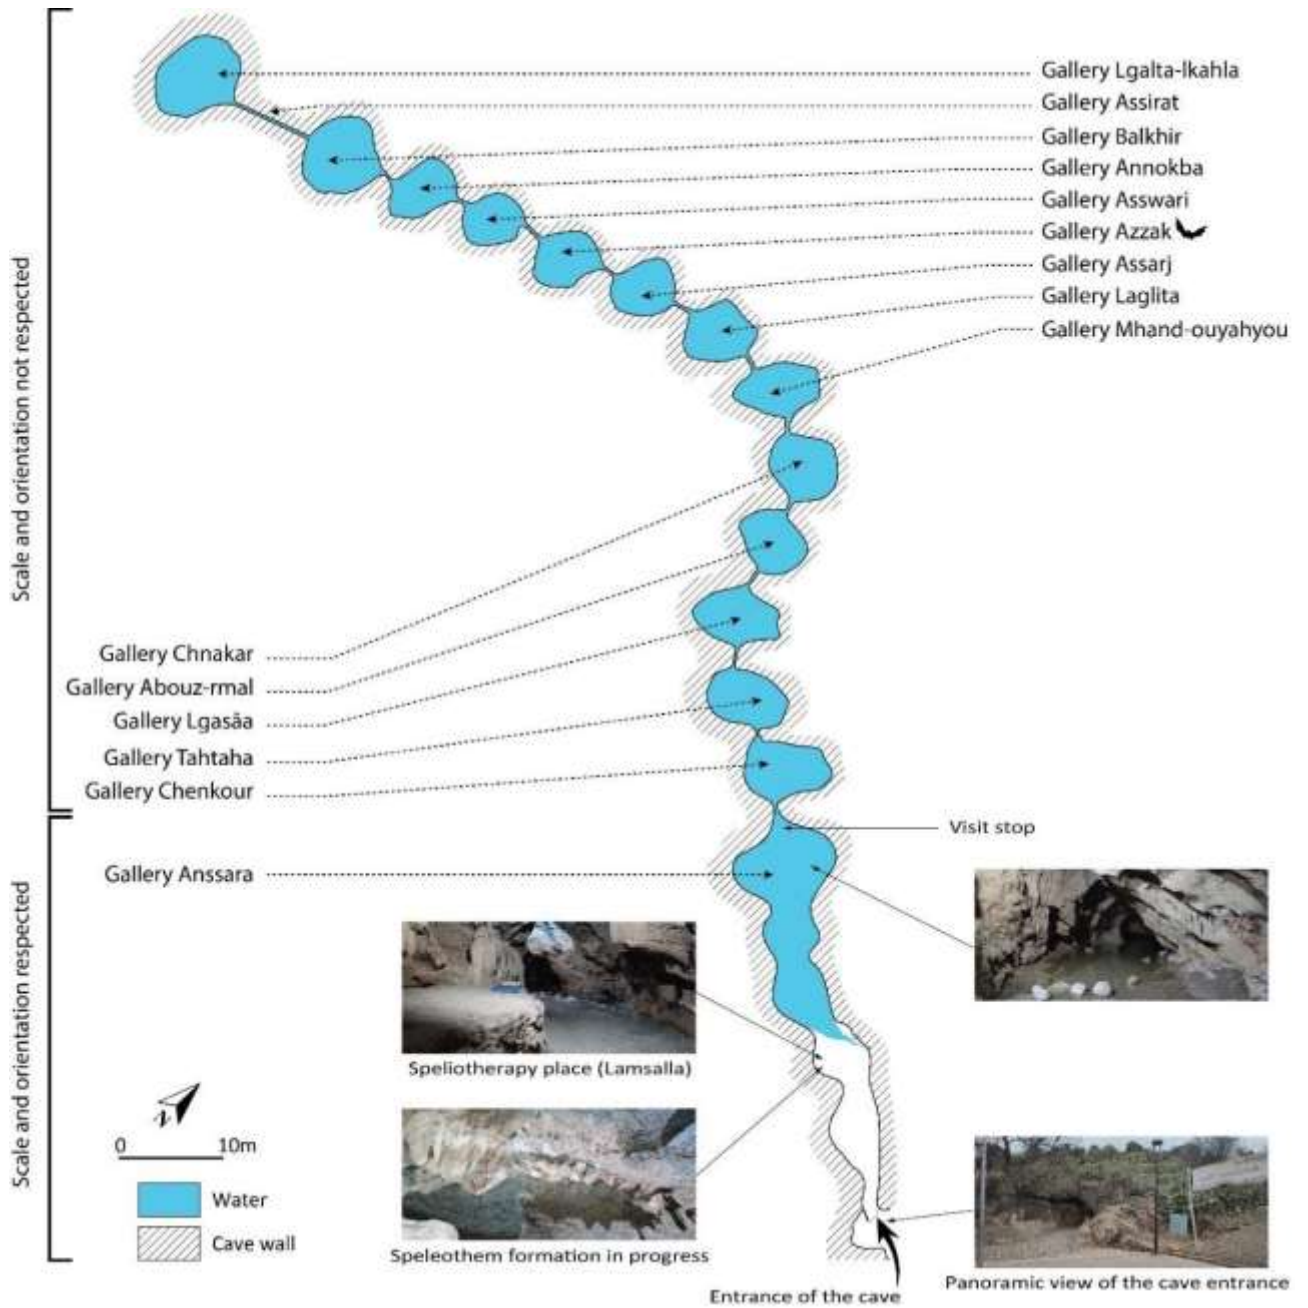 Gallery Lgalta-lkahla
Gallery Assirat
Gallery Balkhir
Gallery Annokba
Gallery Asswari
Gallery Azzak
Gallery Assarj
Gallery Laglita
Gallery Mhand-ouyahyou
Scale and orientation not respected
Gallery Chnakar
Gallery Abouz-rmal
Gallery Lgasâa
Gallery Tahtaha
Gallery Chenkour
Visit stop
Gallery Anssara
Scale and orientation respected
Speliotherapy place (Lamsalla)
N
0 10m
Water
Cave wall
Speleothem formation in progress
Entrance of the cave
Panoramic view of the cave entrance